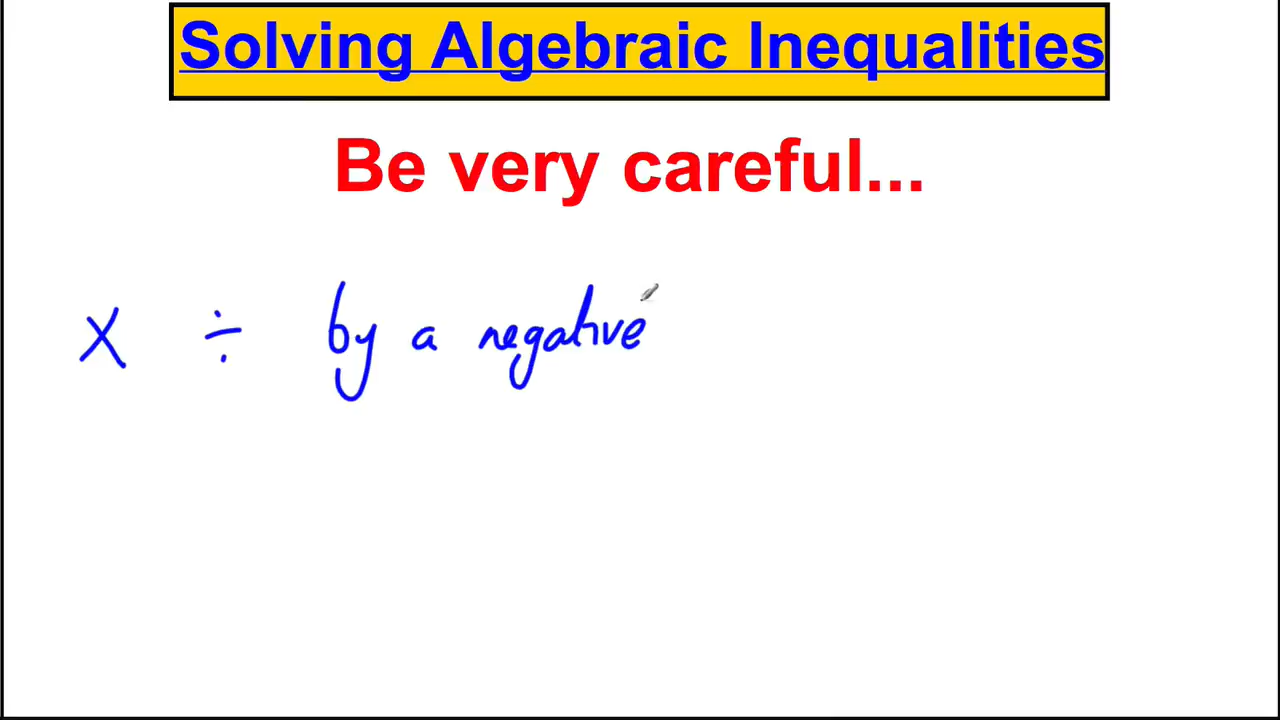 Solving Algebraic Inequalities
Be very careful...
× ÷ by a negative